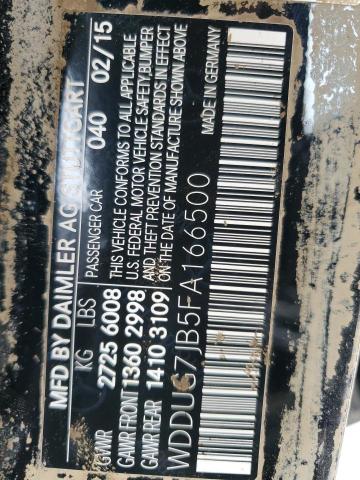 MFD BY DAIMLER AG STUTTGART
KG LBS PASSENGER CAR 040 02/15
GVWR 2725 6008 THIS VEHICLE CONFORMS TO ALL APPLICABLE
GAWR FRONT 1360 2998 U.S. FEDERAL MOTOR VEHICLE SAFETY, BUMPER
GAWR REAR 1410 3109 AND THEFT PREVENTION STANDARDS IN EFFECT
ON THE DATE OF MANUFACTURE SHOWN ABOVE
WDDUG7JB5FA166500 MADE IN GERMANY